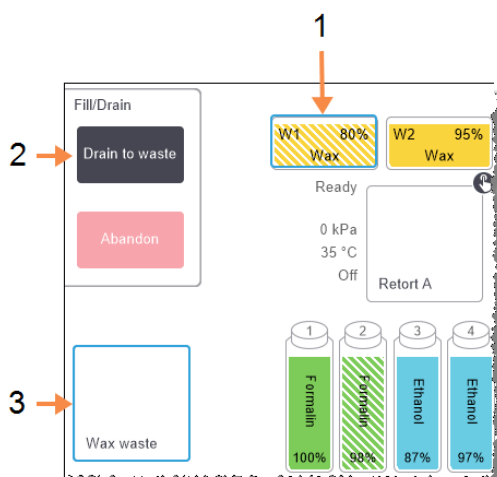 1
Fill/Drain
2
Drain to waste
Abandon
W1 80%
Wax
W2 95%
Wax
Ready
0 kPa
35 °C
Off
Retort A
3
Wax waste
1
Formalin
100%
2
Formalin
98%
3
Ethanol
87%
4
Ethanol
97%